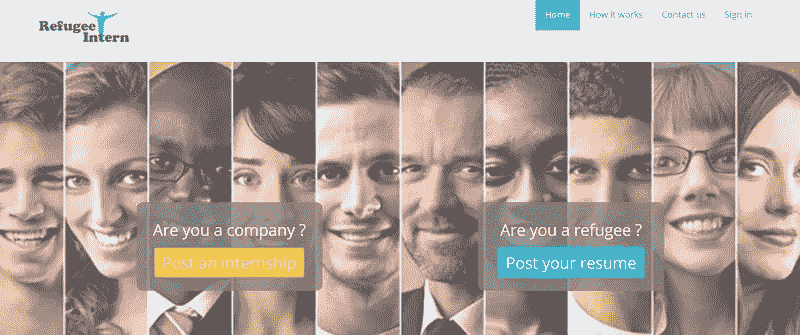 Refugee
Intern
Home
How it works
Contact us
Sign in
Are you a company ?
Post an internship
Are you a refugee ?
Post your resume